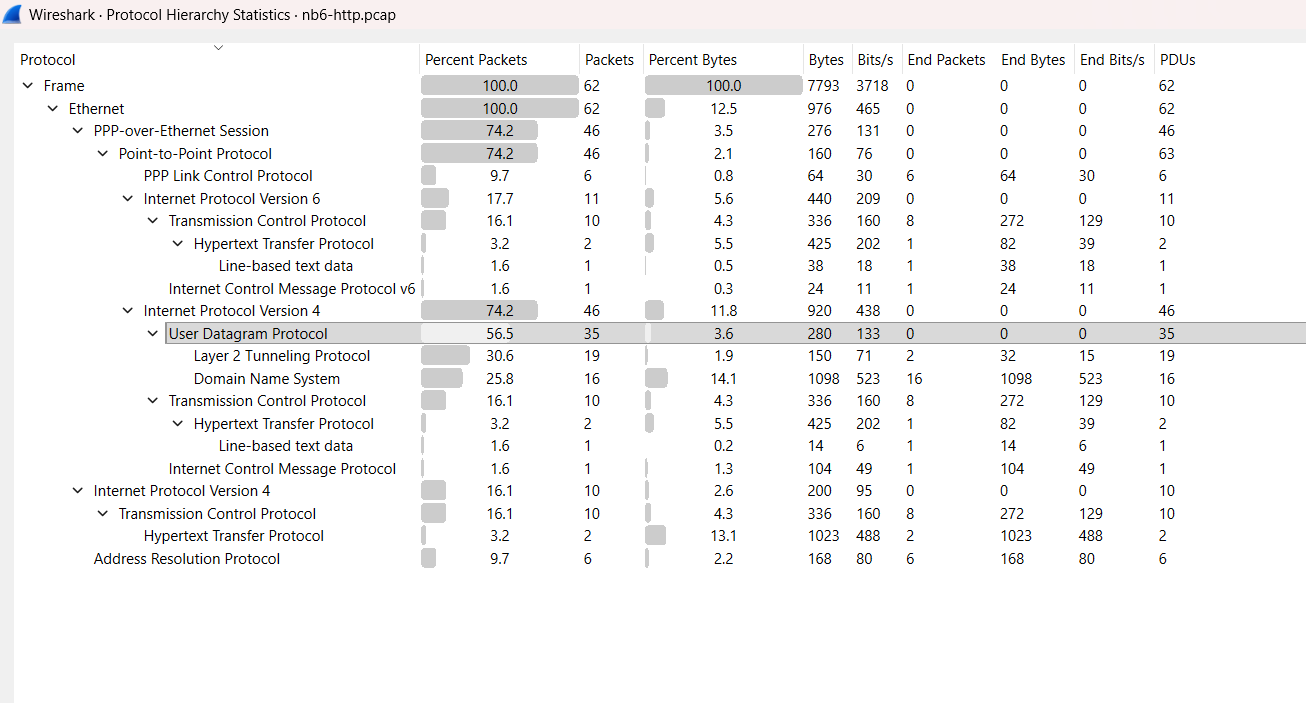 Wireshark · Protocol Hierarchy Statistics · nb6-http.pcap
Protocol Percent Packets Packets Percent Bytes Bytes Bits/s End Packets End Bytes End Bits/s PDUs
Frame 100.0 62 100.0 7793 3718 0 0 0 62
Ethernet 100.0 62 12.5 976 465 0 0 0 62
PPP-over-Ethernet Session 74.2 46 3.5 276 131 0 0 0 46
Point-to-Point Protocol 74.2 46 2.1 160 76 0 0 0 63
PPP Link Control Protocol 9.7 6 0.8 64 30 6 64 30 6
Internet Protocol Version 6 17.7 11 5.6 440 209 0 0 0 11
Transmission Control Protocol 16.1 10 4.3 336 160 8 272 129 10
Hypertext Transfer Protocol 3.2 2 5.5 425 202 1 82 39 2
Line-based text data 1.6 1 0.5 38 18 1 38 18 1
Internet Control Message Protocol v6 1.6 1 0.3 24 11 1 24 11 1
Internet Protocol Version 4 74.2 46 11.8 920 438 0 0 0 46
User Datagram Protocol 56.5 35 3.6 280 133 0 0 0 35
Layer 2 Tunneling Protocol 30.6 19 1.9 150 71 2 32 15 19
Domain Name System 25.8 16 14.1 1098 523 16 1098 523 16
Transmission Control Protocol 16.1 10 4.3 336 160 8 272 129 10
Hypertext Transfer Protocol 3.2 2 5.5 425 202 1 82 39 2
Line-based text data 1.6 1 0.2 14 6 1 14 6 1
Internet Control Message Protocol 1.6 1 1.3 104 49 1 104 49 1
Internet Protocol Version 4 16.1 10 2.6 200 95 0 0 0 10
Transmission Control Protocol 16.1 10 4.3 336 160 8 272 129 10
Hypertext Transfer Protocol 3.2 2 13.1 1023 488 2 1023 488 2
Address Resolution Protocol 9.7 6 2.2 168 80 6 168 80 6